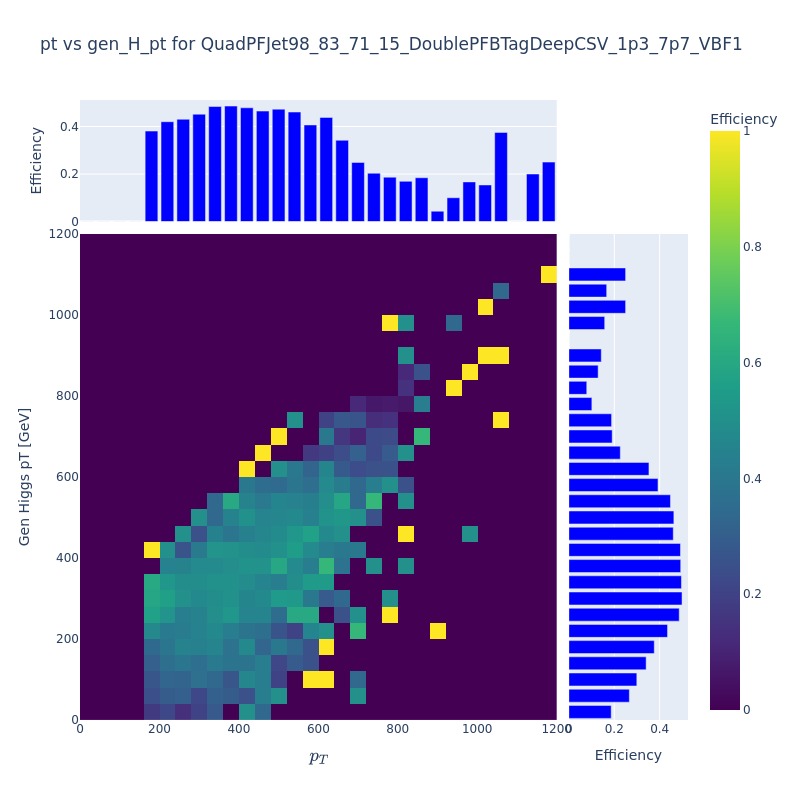 pt vs gen_H_pt for QuadPFJet98_83_71_15_DoublePFBTagDeepCSV_1p3_7p7_VBF1
Efficiency
0.4
0.2
0
Efficiency
1
0.8
0.6
0.4
0.2
0
Gen Higgs pT [GeV]
1200
1000
800
600
400
200
0
0 200 400 600 800 1000 1200
p_T
0 0.2 0.4
Efficiency